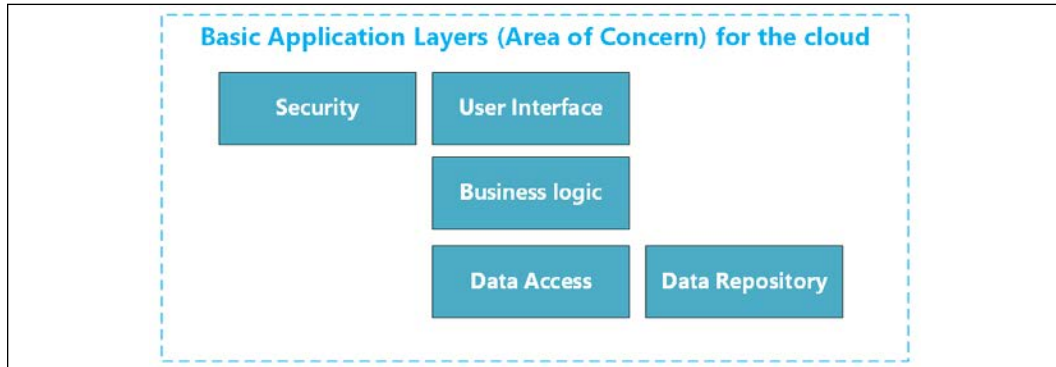 Basic Application Layers (Area of Concern) for the cloud
Security
User Interface
Business logic
Data Access
Data Repository